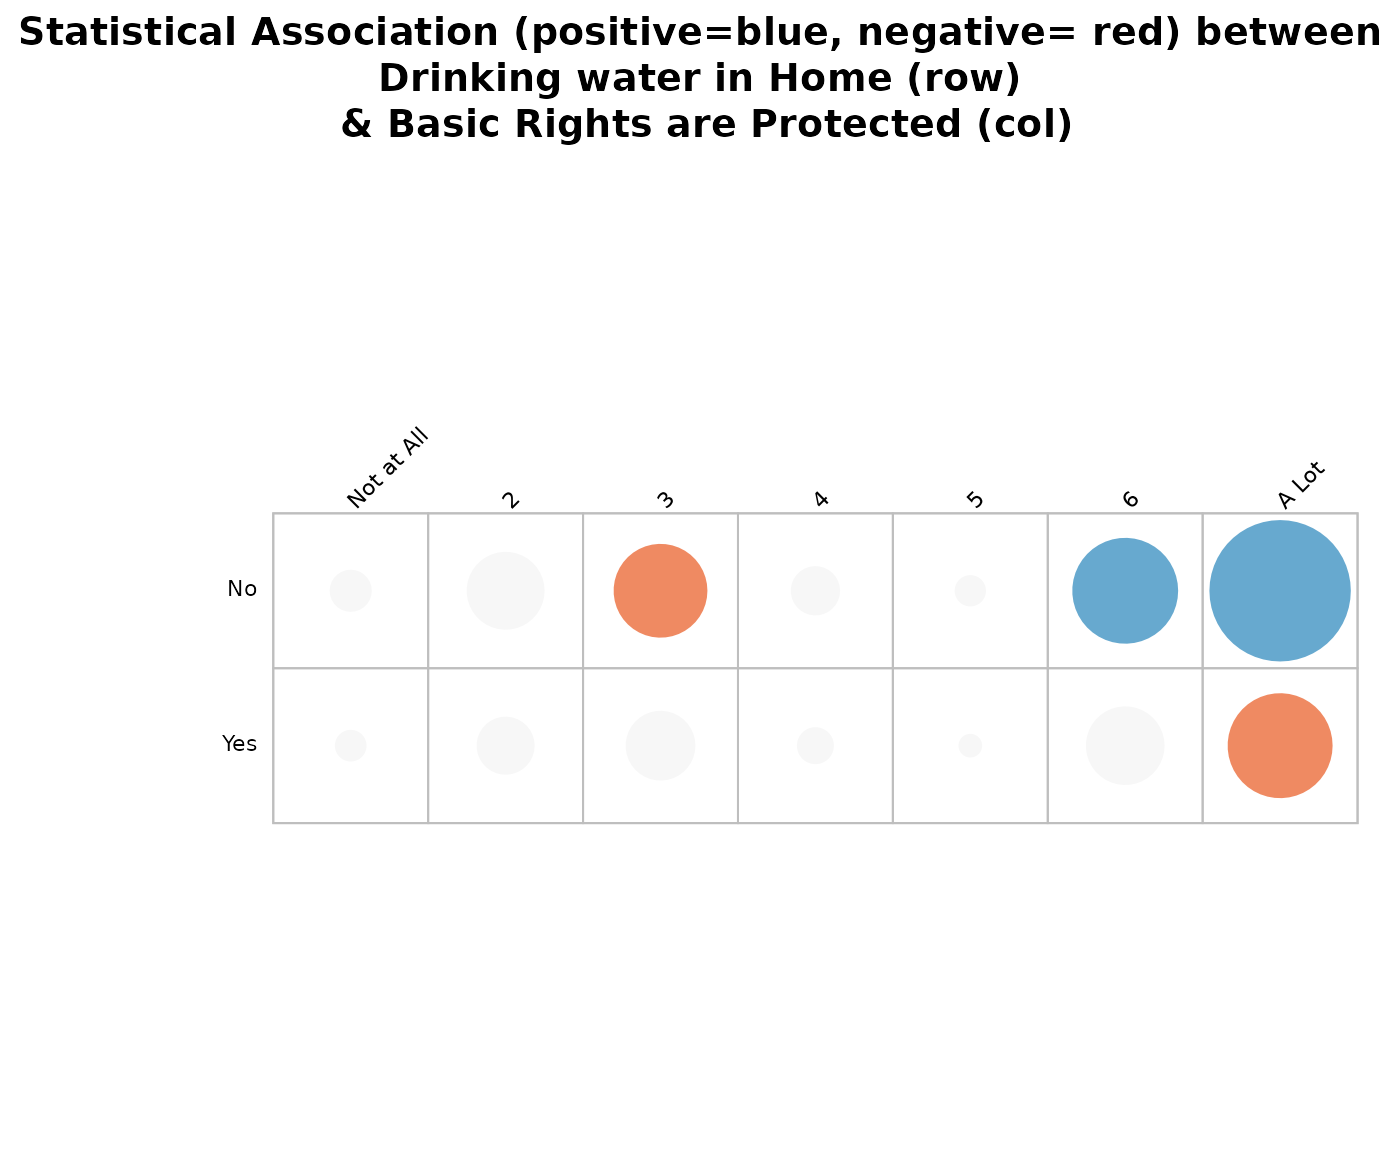 Statistical Association (positive=blue, negative= red) between
Drinking water in Home (row)
& Basic Rights are Protected (col)
Not at All
2
3
4
5
6
A Lot
No
Yes